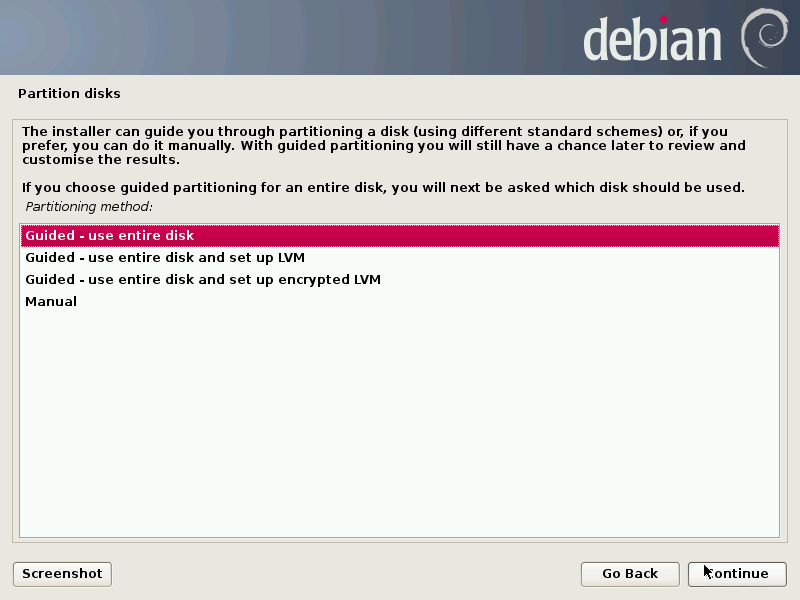 debian
Partition disks
The installer can guide you through partitioning a disk (using different standard schemes) or, if you
prefer, you can do it manually. With guided partitioning you will still have a chance later to review and
customise the results.
If you choose guided partitioning for an entire disk, you will next be asked which disk should be used.
Partitioning method:
Guided - use entire disk
Guided - use entire disk and set up LVM
Guided - use entire disk and set up encrypted LVM
Manual
Screenshot
Go Back
Continue